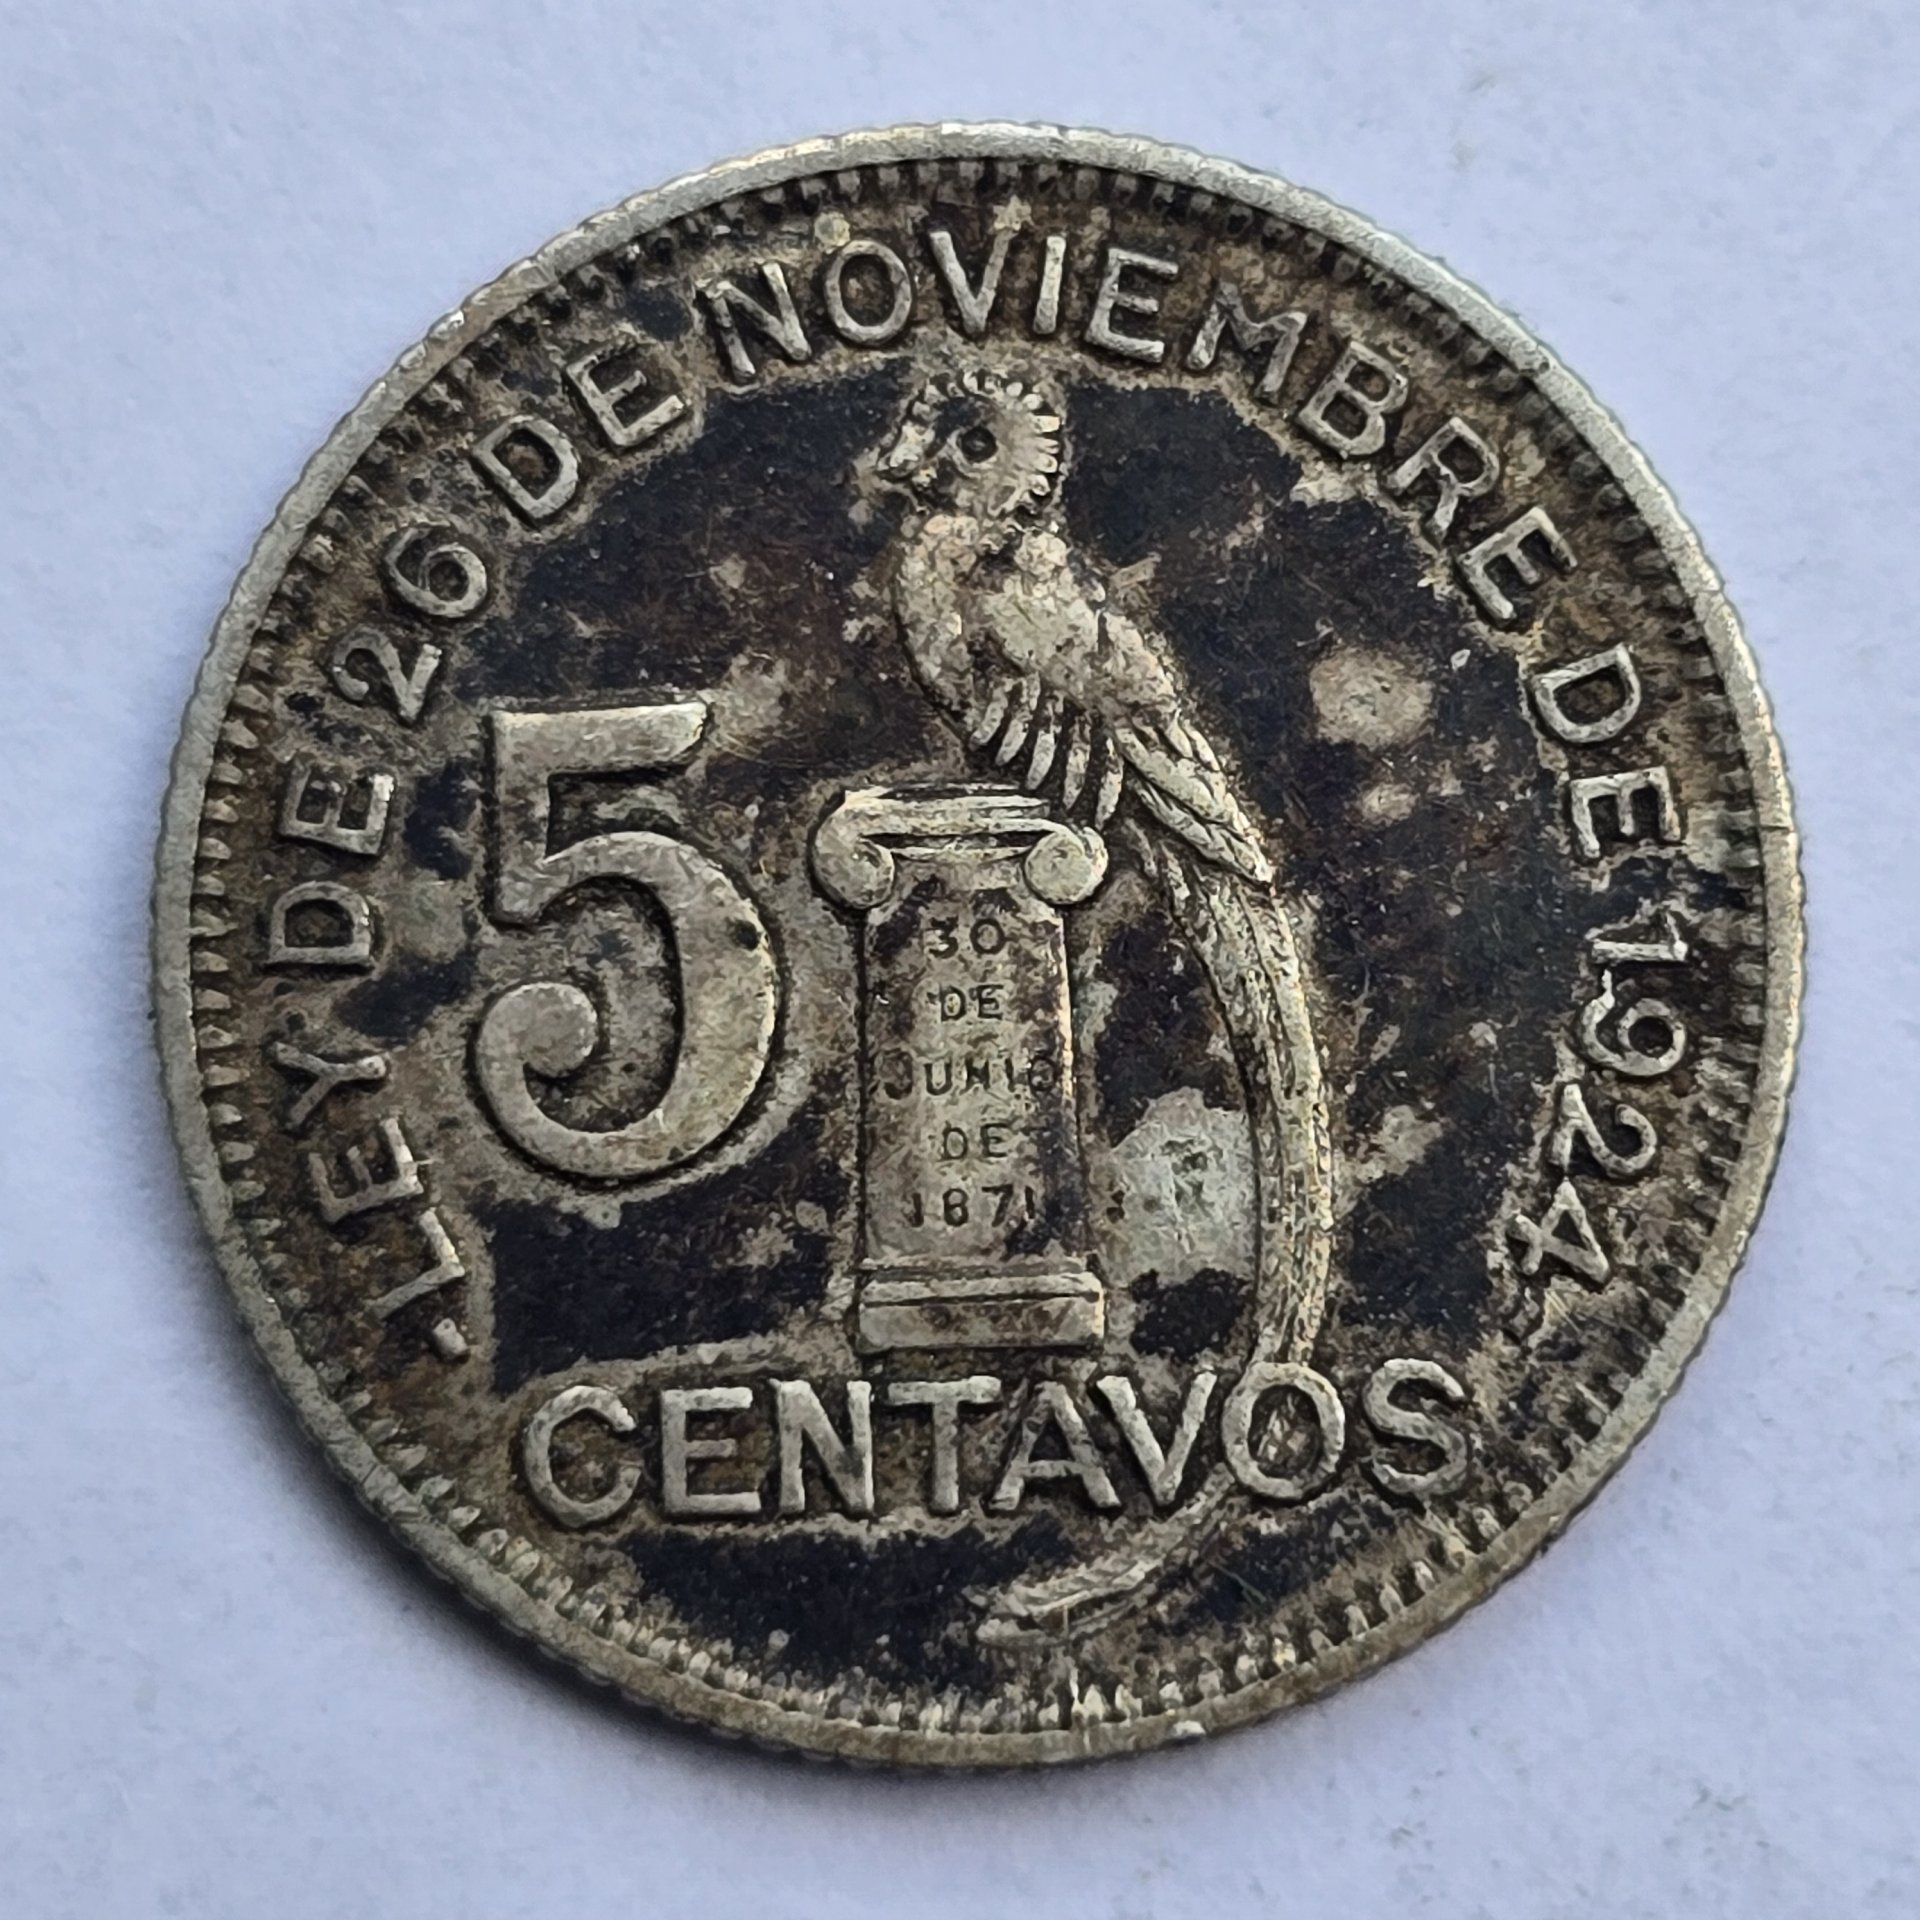 LEY DE 26 DE NOVIEMBRE DE 1924
5
30
DE
JUNIO
DE
1871
CENTAVOS